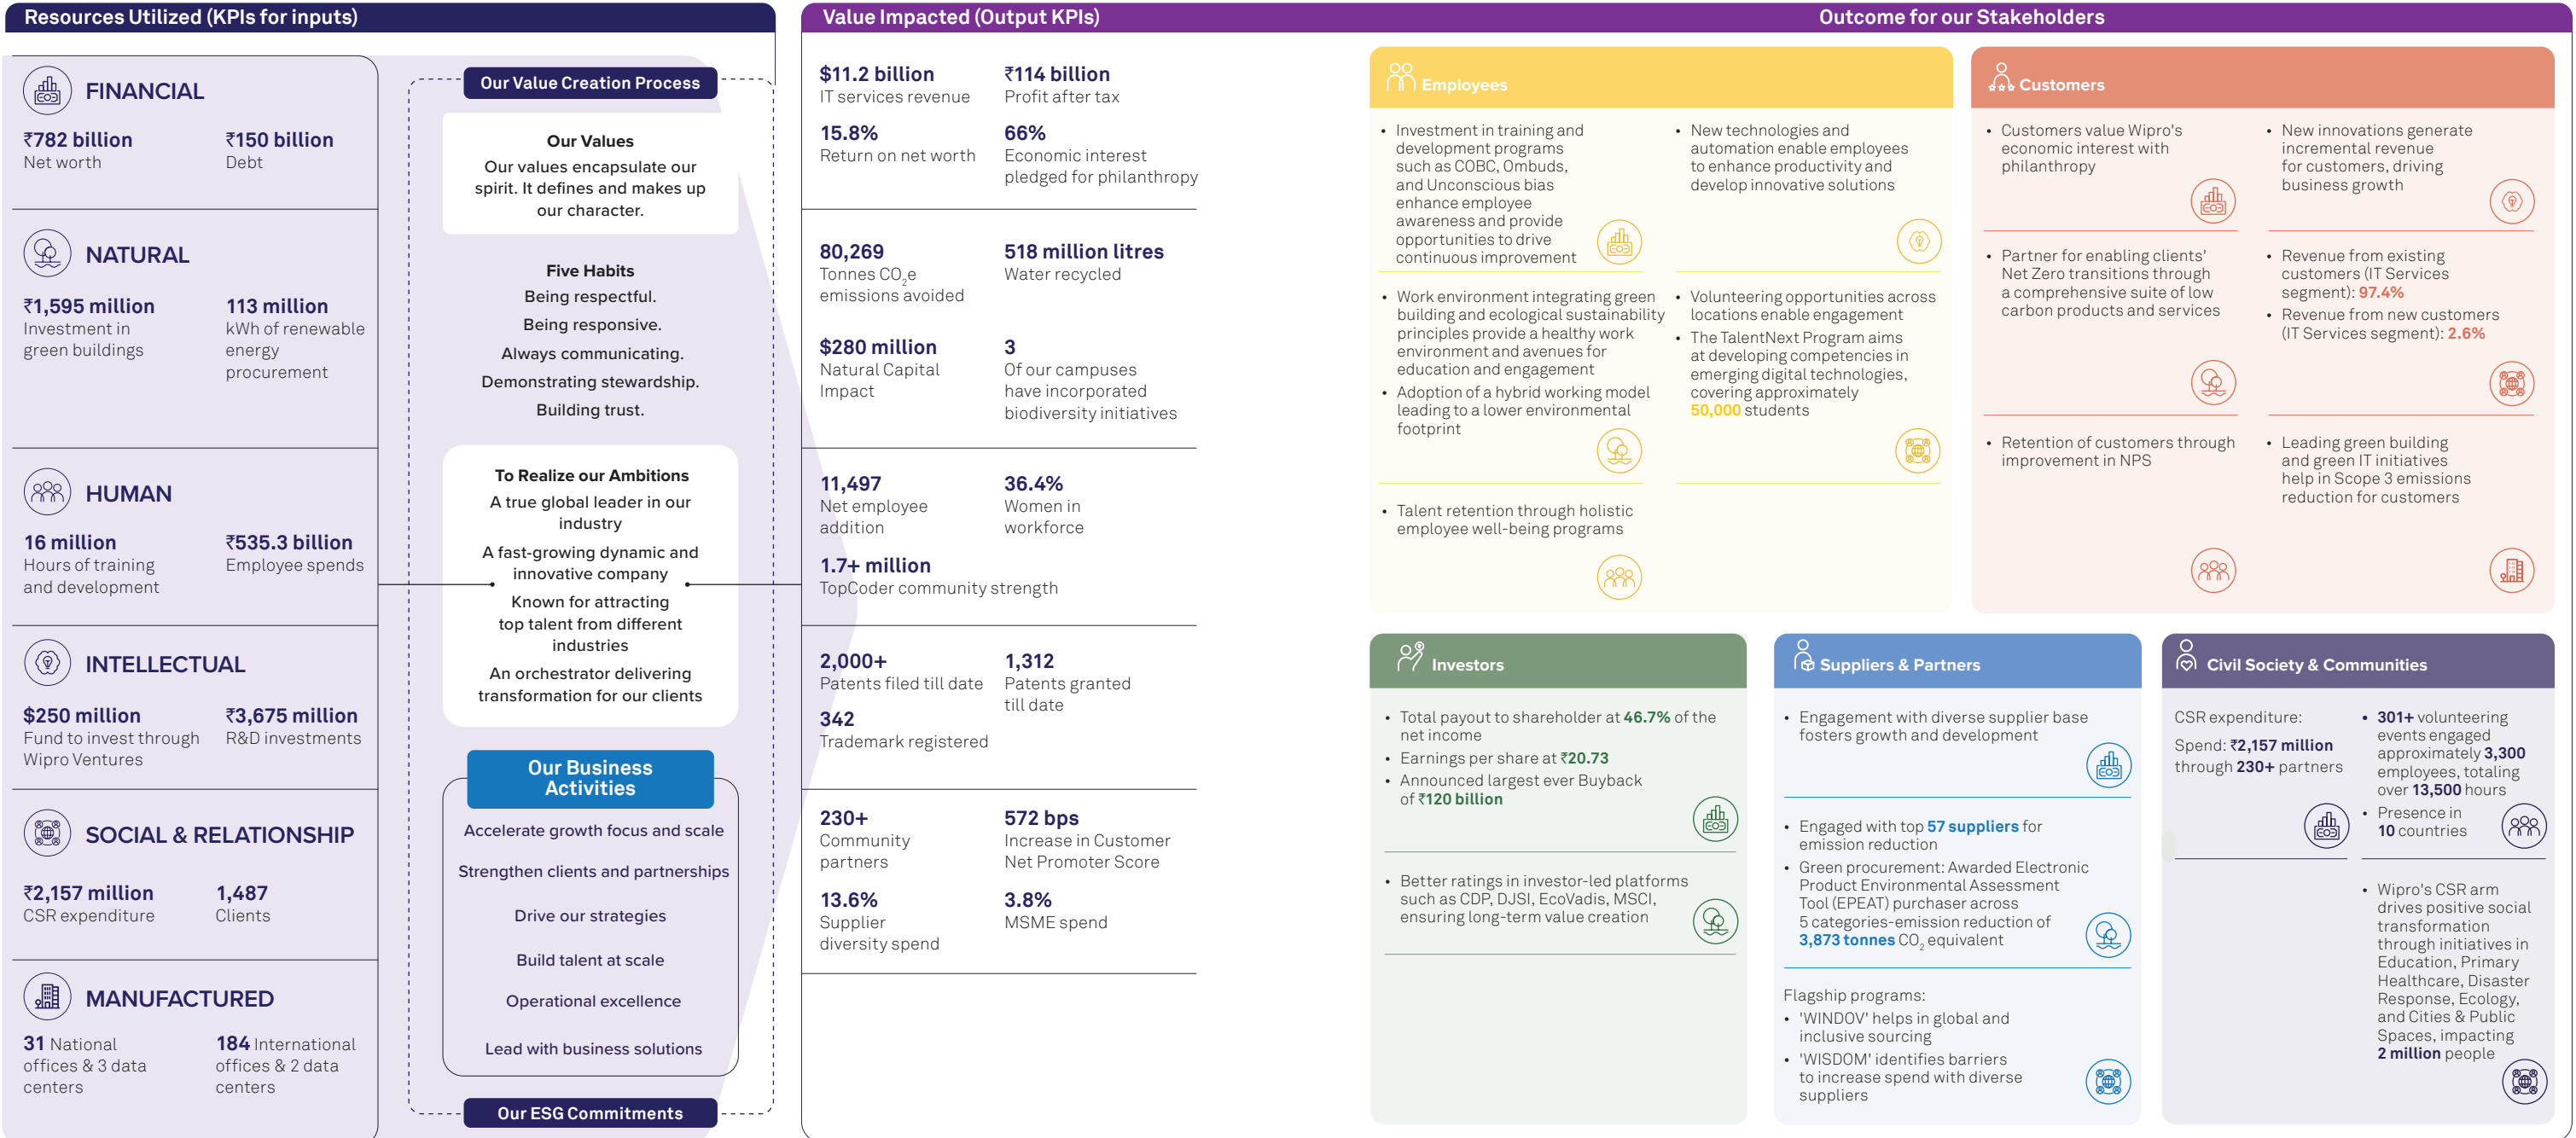 Resources Utilized (KPIs for inputs)
FINANCIAL
₹782 billion
Net worth
₹150 billion
Debt
NATURAL
₹1,595 million
Investment in
green buildings
113 million
kWh of renewable
energy
procurement
HUMAN
16 million
Hours of training
and development
₹535.3 billion
Employee spends
INTELLECTUAL
$250 million
Fund to invest through
Wipro Ventures
₹3,675 million
R&D investments
SOCIAL & RELATIONSHIP
₹2,157 million
CSR expenditure
1,487
Clients
MANUFACTURED
31 National
offices & 3 data
centers
184 International
offices & 2 data
centers
Our Value Creation Process
Our Values
Our values encapsulate our
spirit. It defines and makes up
our character.
Five Habits
Being respectful.
Being responsive.
Always communicating.
Demonstrating stewardship.
Building trust.
To Realize our Ambitions
A true global leader in our
industry
A fast-growing dynamic and
innovative company
Known for attracting
top talent from different
industries
An orchestrator delivering
transformation for our clients
Our Business
Activities
Accelerate growth focus and scale
Strengthen clients and partnerships
Drive our strategies
Build talent at scale
Operational excellence
Lead with business solutions
Our ESG Commitments
Value Impacted (Output KPIs)
$11.2 billion
IT services revenue
₹114 billion
Profit after tax
15.8%
Return on net worth
66%
Economic interest
pledged for philanthropy
80,269
Tonnes CO2e
emissions avoided
518 million litres
Water recycled
$280 million
Natural Capital
Impact
3
Of our campuses
have incorporated
biodiversity initiatives
11,497
Net employee
addition
36.4%
Women in
workforce
1.7+ million
TopCoder community strength
2,000+
Patents filed till date
1,312
Patents granted
till date
342
Trademark registered
230+
Community
partners
572 bps
Increase in Customer
Net Promoter Score
13.6%
Supplier
diversity spend
3.8%
MSME spend
Outcome for our Stakeholders
Employees
• Investment in training and
development programs
such as COBC, Ombuds,
and Unconscious bias
enhance employee
awareness and provide
opportunities to drive
continuous improvement
• New technologies and
automation enable employees
to enhance productivity and
develop innovative solutions
• Work environment integrating green
building and ecological sustainability
principles provide a healthy work
environment and avenues for
education and engagement
• Adoption of a hybrid working model
leading to a lower environmental
footprint
• Volunteering opportunities across
locations enable engagement
• The TalentNext Program aims
at developing competencies in
emerging digital technologies,
covering approximately
50,000 students
• Talent retention through holistic
employee well-being programs
Customers
• Customers value Wipro's
economic interest with
philanthropy
• New innovations generate
incremental revenue
for customers, driving
business growth
• Partner for enabling clients'
Net Zero transitions through
a comprehensive suite of low
carbon products and services
• Revenue from existing
customers (IT Services
segment): 97.4%
• Revenue from new customers
(IT Services segment): 2.6%
• Retention of customers through
improvement in NPS
• Leading green building
and green IT initiatives
help in Scope 3 emissions
reduction for customers
Investors
• Total payout to shareholder at 46.7% of the
net income
• Earnings per share at ₹20.73
• Announced largest ever Buyback
of ₹120 billion
• Better ratings in investor-led platforms
such as CDP, DJSI, EcoVadis, MSCI,
ensuring long-term value creation
Suppliers & Partners
• Engagement with diverse supplier base
fosters growth and development
• Engaged with top 57 suppliers for
emission reduction
• Green procurement: Awarded Electronic
Product Environmental Assessment
Tool (EPEAT) purchaser across
5 categories-emission reduction of
3,873 tonnes CO2 equivalent
Flagship programs:
• 'WINDOV' helps in global and
inclusive sourcing
• 'WISDOM' identifies barriers
to increase spend with diverse
suppliers
Civil Society & Communities
CSR expenditure:
Spend: ₹2,157 million
through 230+ partners
• 301+ volunteering
events engaged
approximately 3,300
employees, totaling
over 13,500 hours
• Presence in
10 countries
• Wipro's CSR arm
drives positive social
transformation
through initiatives in
Education, Primary
Healthcare, Disaster
Response, Ecology,
and Cities & Public
Spaces, impacting
2 million people